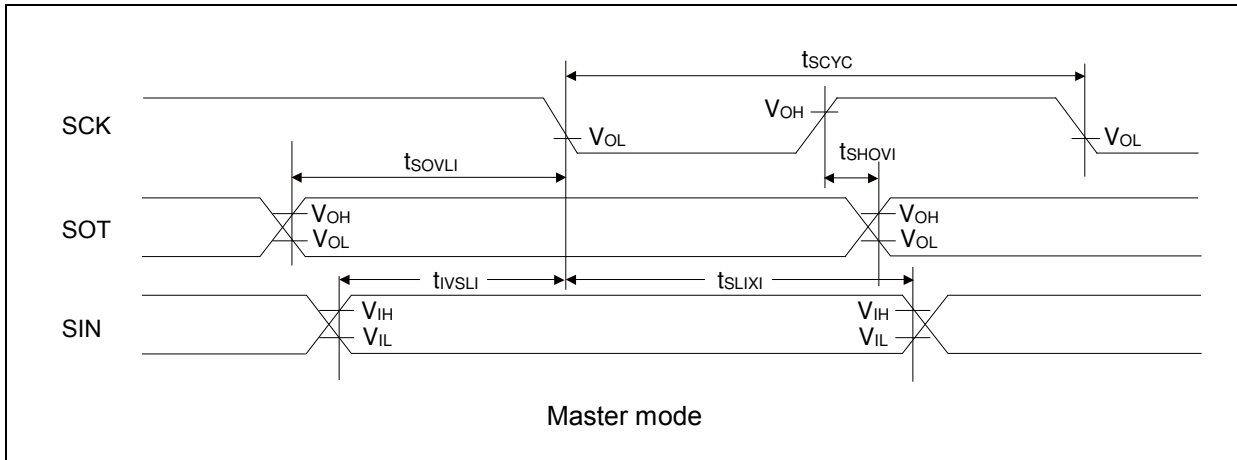 tSCYC
SCK
VOH
VOL
VOL
tSHOVI
tSOVLI
SOT
VOH
VOL
VOH
VOL
tIVSLI
tSLIXI
SIN
VIH
VIL
VIH
VIL
Master mode